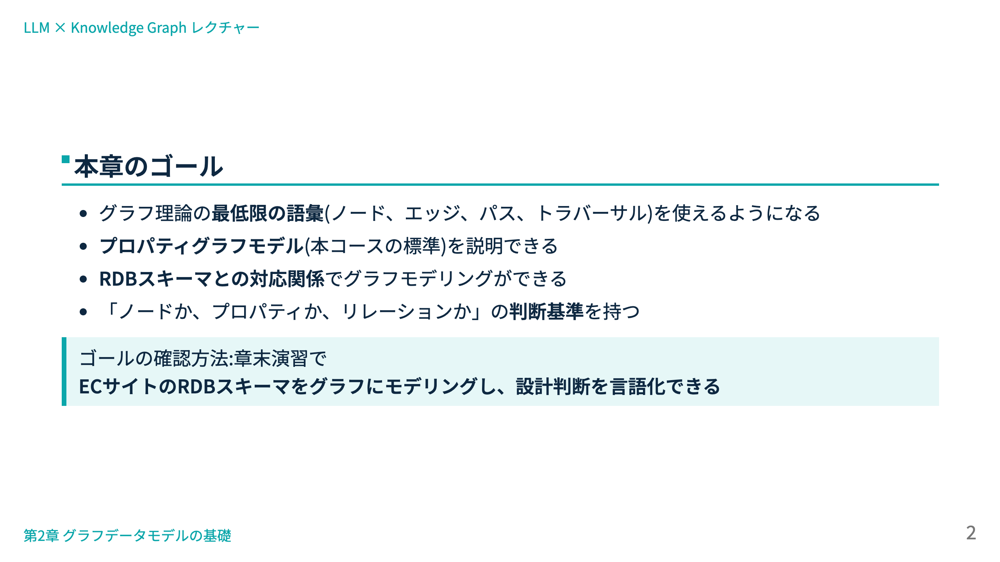 LLM × Knowledge Graph レクチャー
本章のゴール
• グラフ理論の最低限の語彙(ノード、エッジ、パス、トラバーサル)を使えるようになる
• プロパティグラフモデル(本コースの標準)を説明できる
• RDBスキーマとの対応関係でグラフモデリングができる
• 「ノードか、プロパティか、リレーションか」の判断基準を持つ
ゴールの確認方法:章末演習で
ECサイトのRDBスキーマをグラフにモデリングし、設計判断を言語化できる
第2章 グラフデータモデルの基礎
2